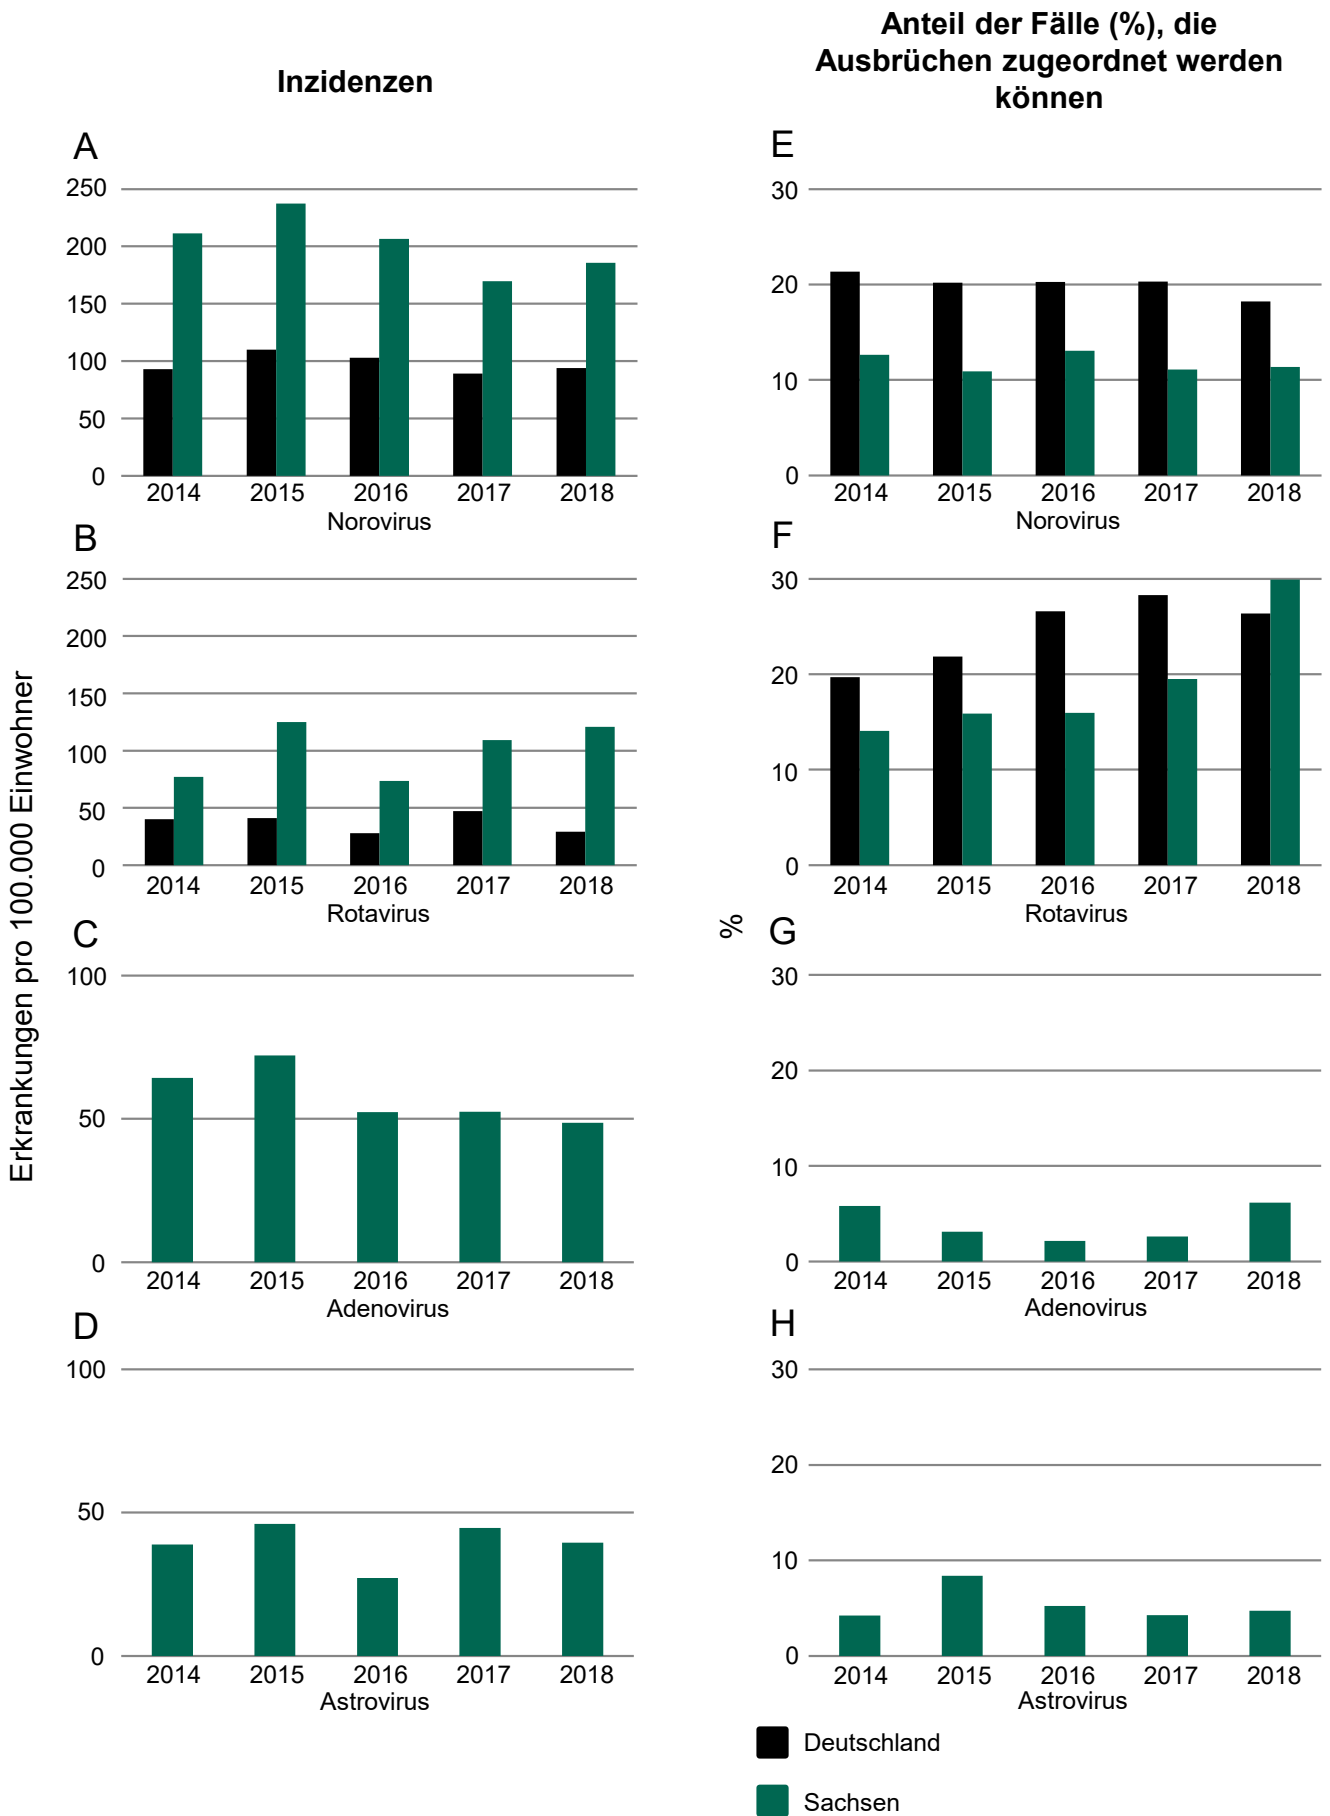 Inzidenzen
Anteil der Fälle (%), die
Ausbrüchen zugeordnet werden
können
Erkrankungen pro 100.000 Einwohner
A
250
200
150
100
50
0
2014 2015 2016 2017 2018
Norovirus
B
250
200
150
100
50
0
2014 2015 2016 2017 2018
Rotavirus
C
100
50
0
2014 2015 2016 2017 2018
Adenovirus
D
100
50
0
2014 2015 2016 2017 2018
Astrovirus
%
E
30
20
10
0
2014 2015 2016 2017 2018
Norovirus
F
30
20
10
0
2014 2015 2016 2017 2018
Rotavirus
G
30
20
10
0
2014 2015 2016 2017 2018
Adenovirus
H
30
20
10
0
2014 2015 2016 2017 2018
Astrovirus
Deutschland
Sachsen